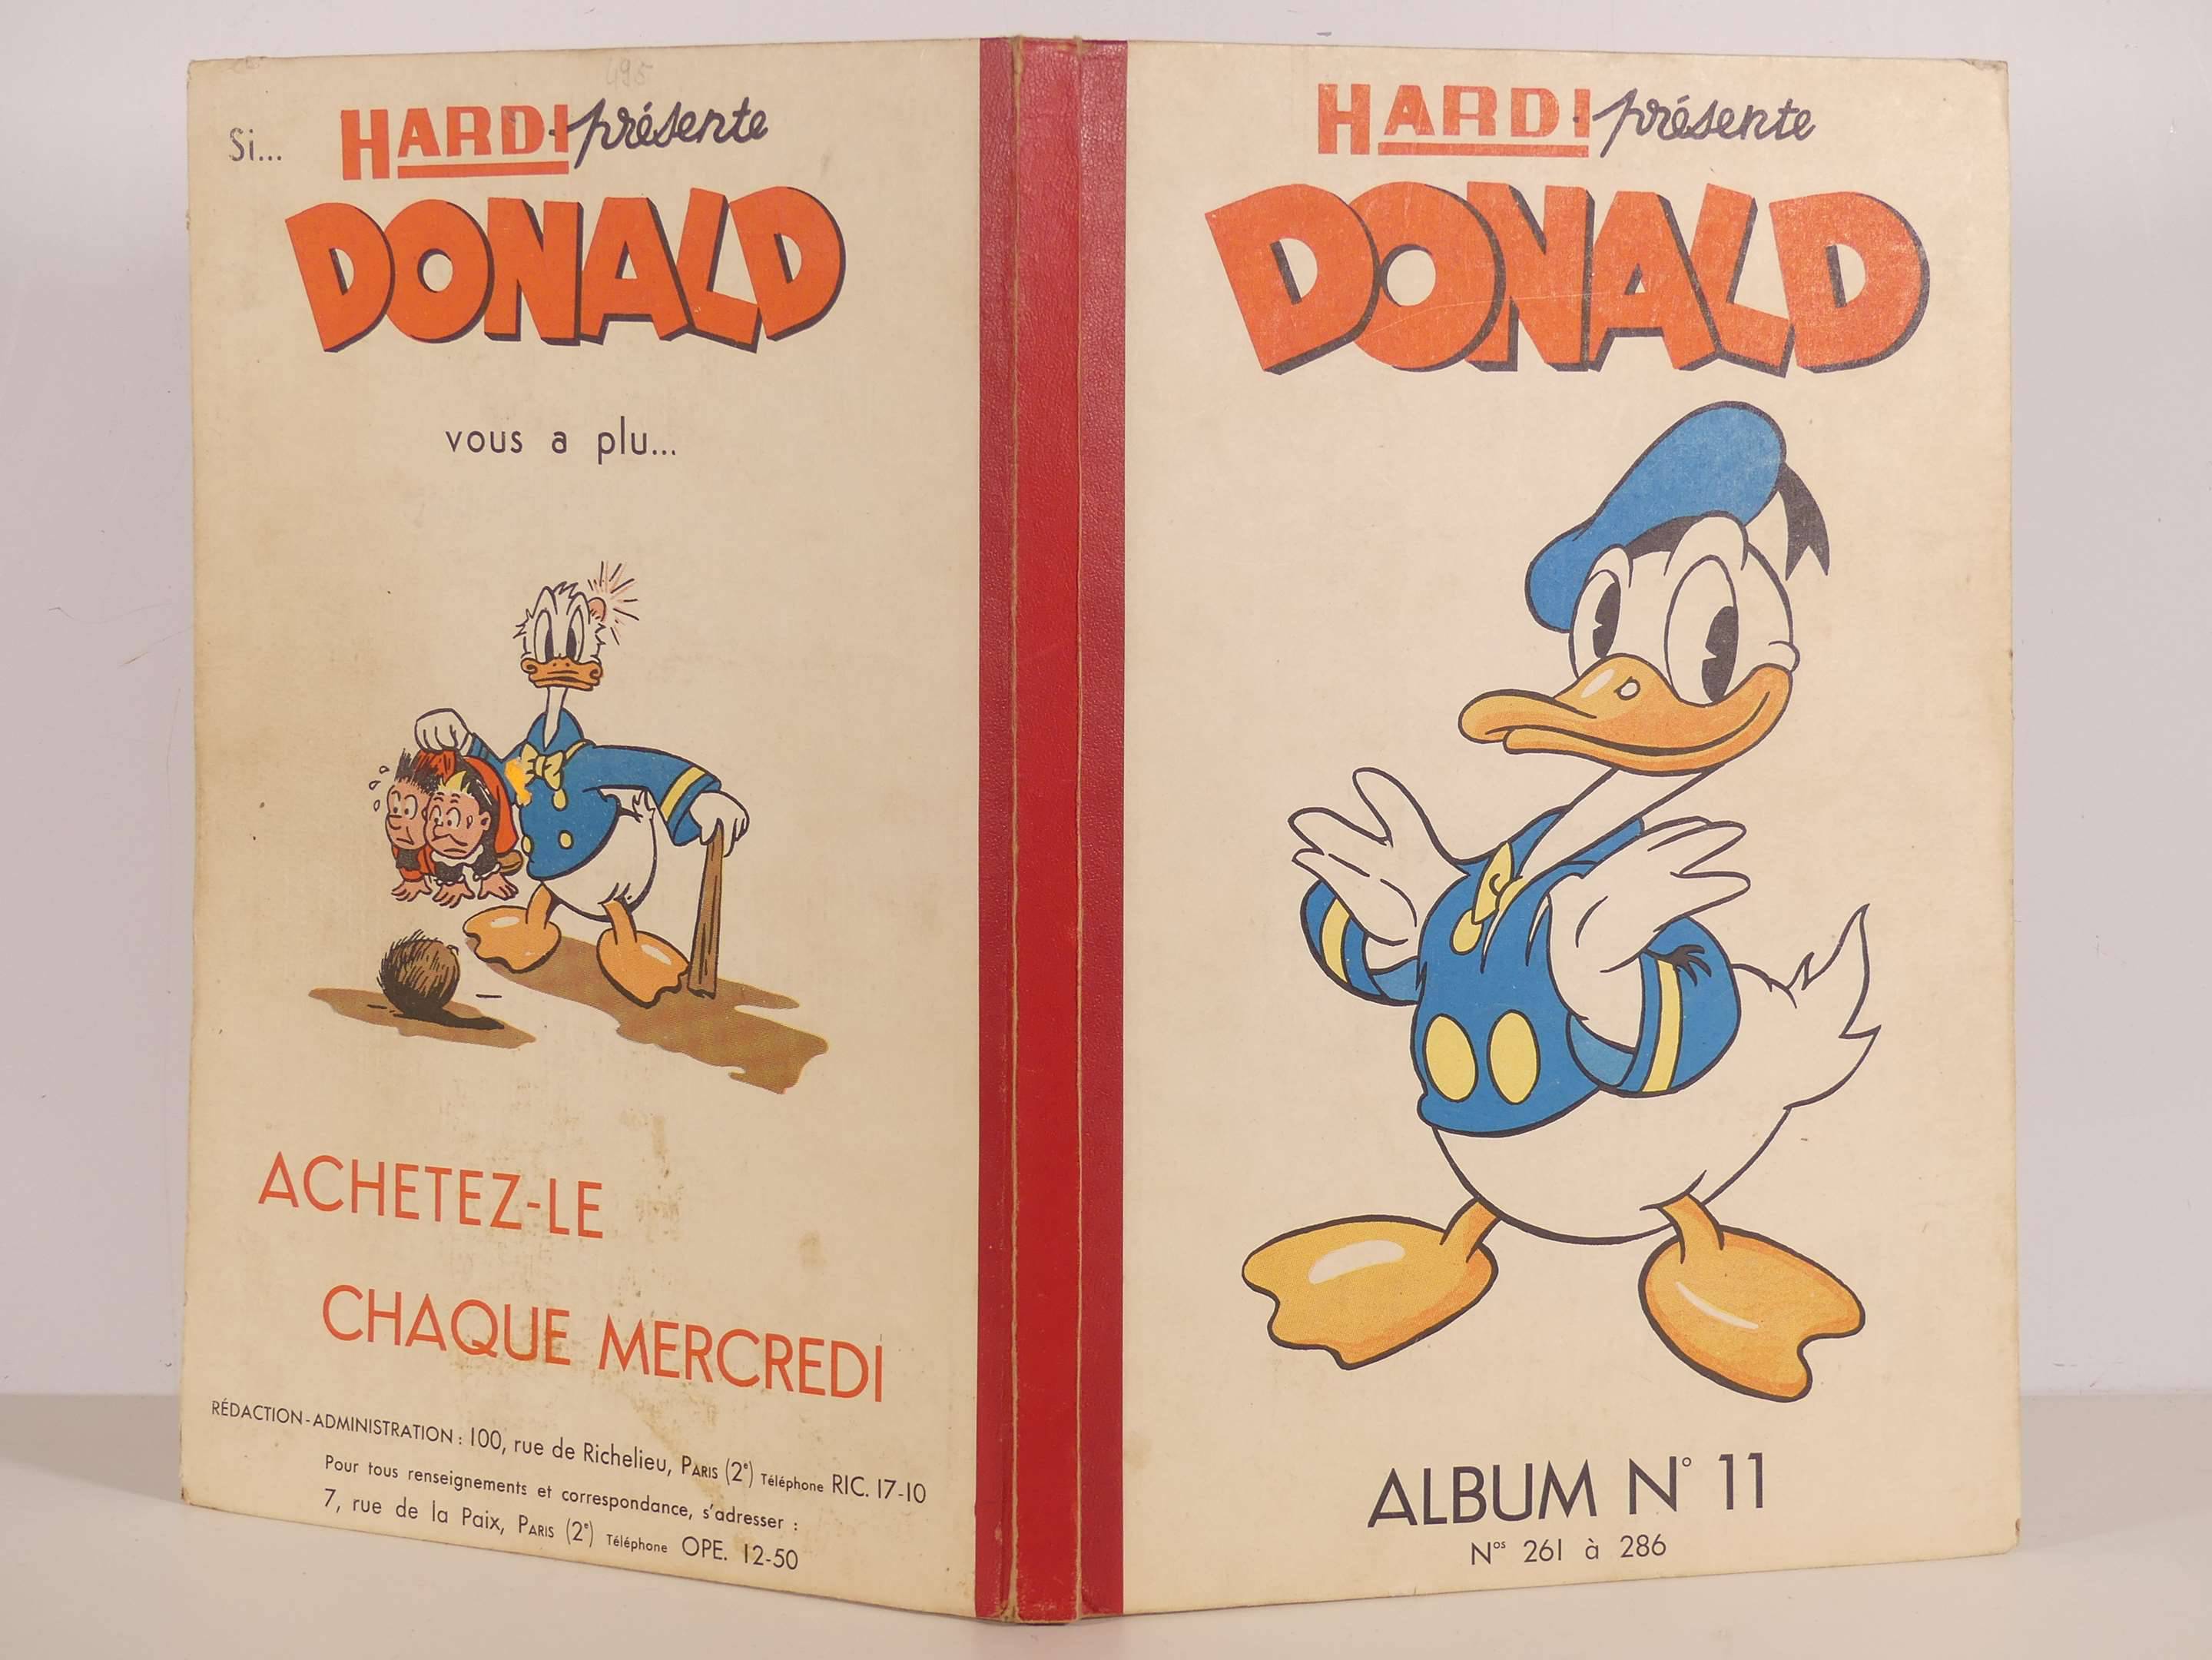 495
Si... HARDI présente
DONALD
vous a plu...
ACHETEZ-LE
CHAQUE MERCREDI
RÉDACTION-ADMINISTRATION : 100, rue de Richelieu, PARIS (2e) Téléphone RIC. 17-10
Pour tous renseignements et correspondance, s'adresser :
7, rue de la Paix, PARIS (2e) Téléphone OPE. 12-50
HARDI présente
DONALD
ALBUM N° 11
Nos 261 à 286